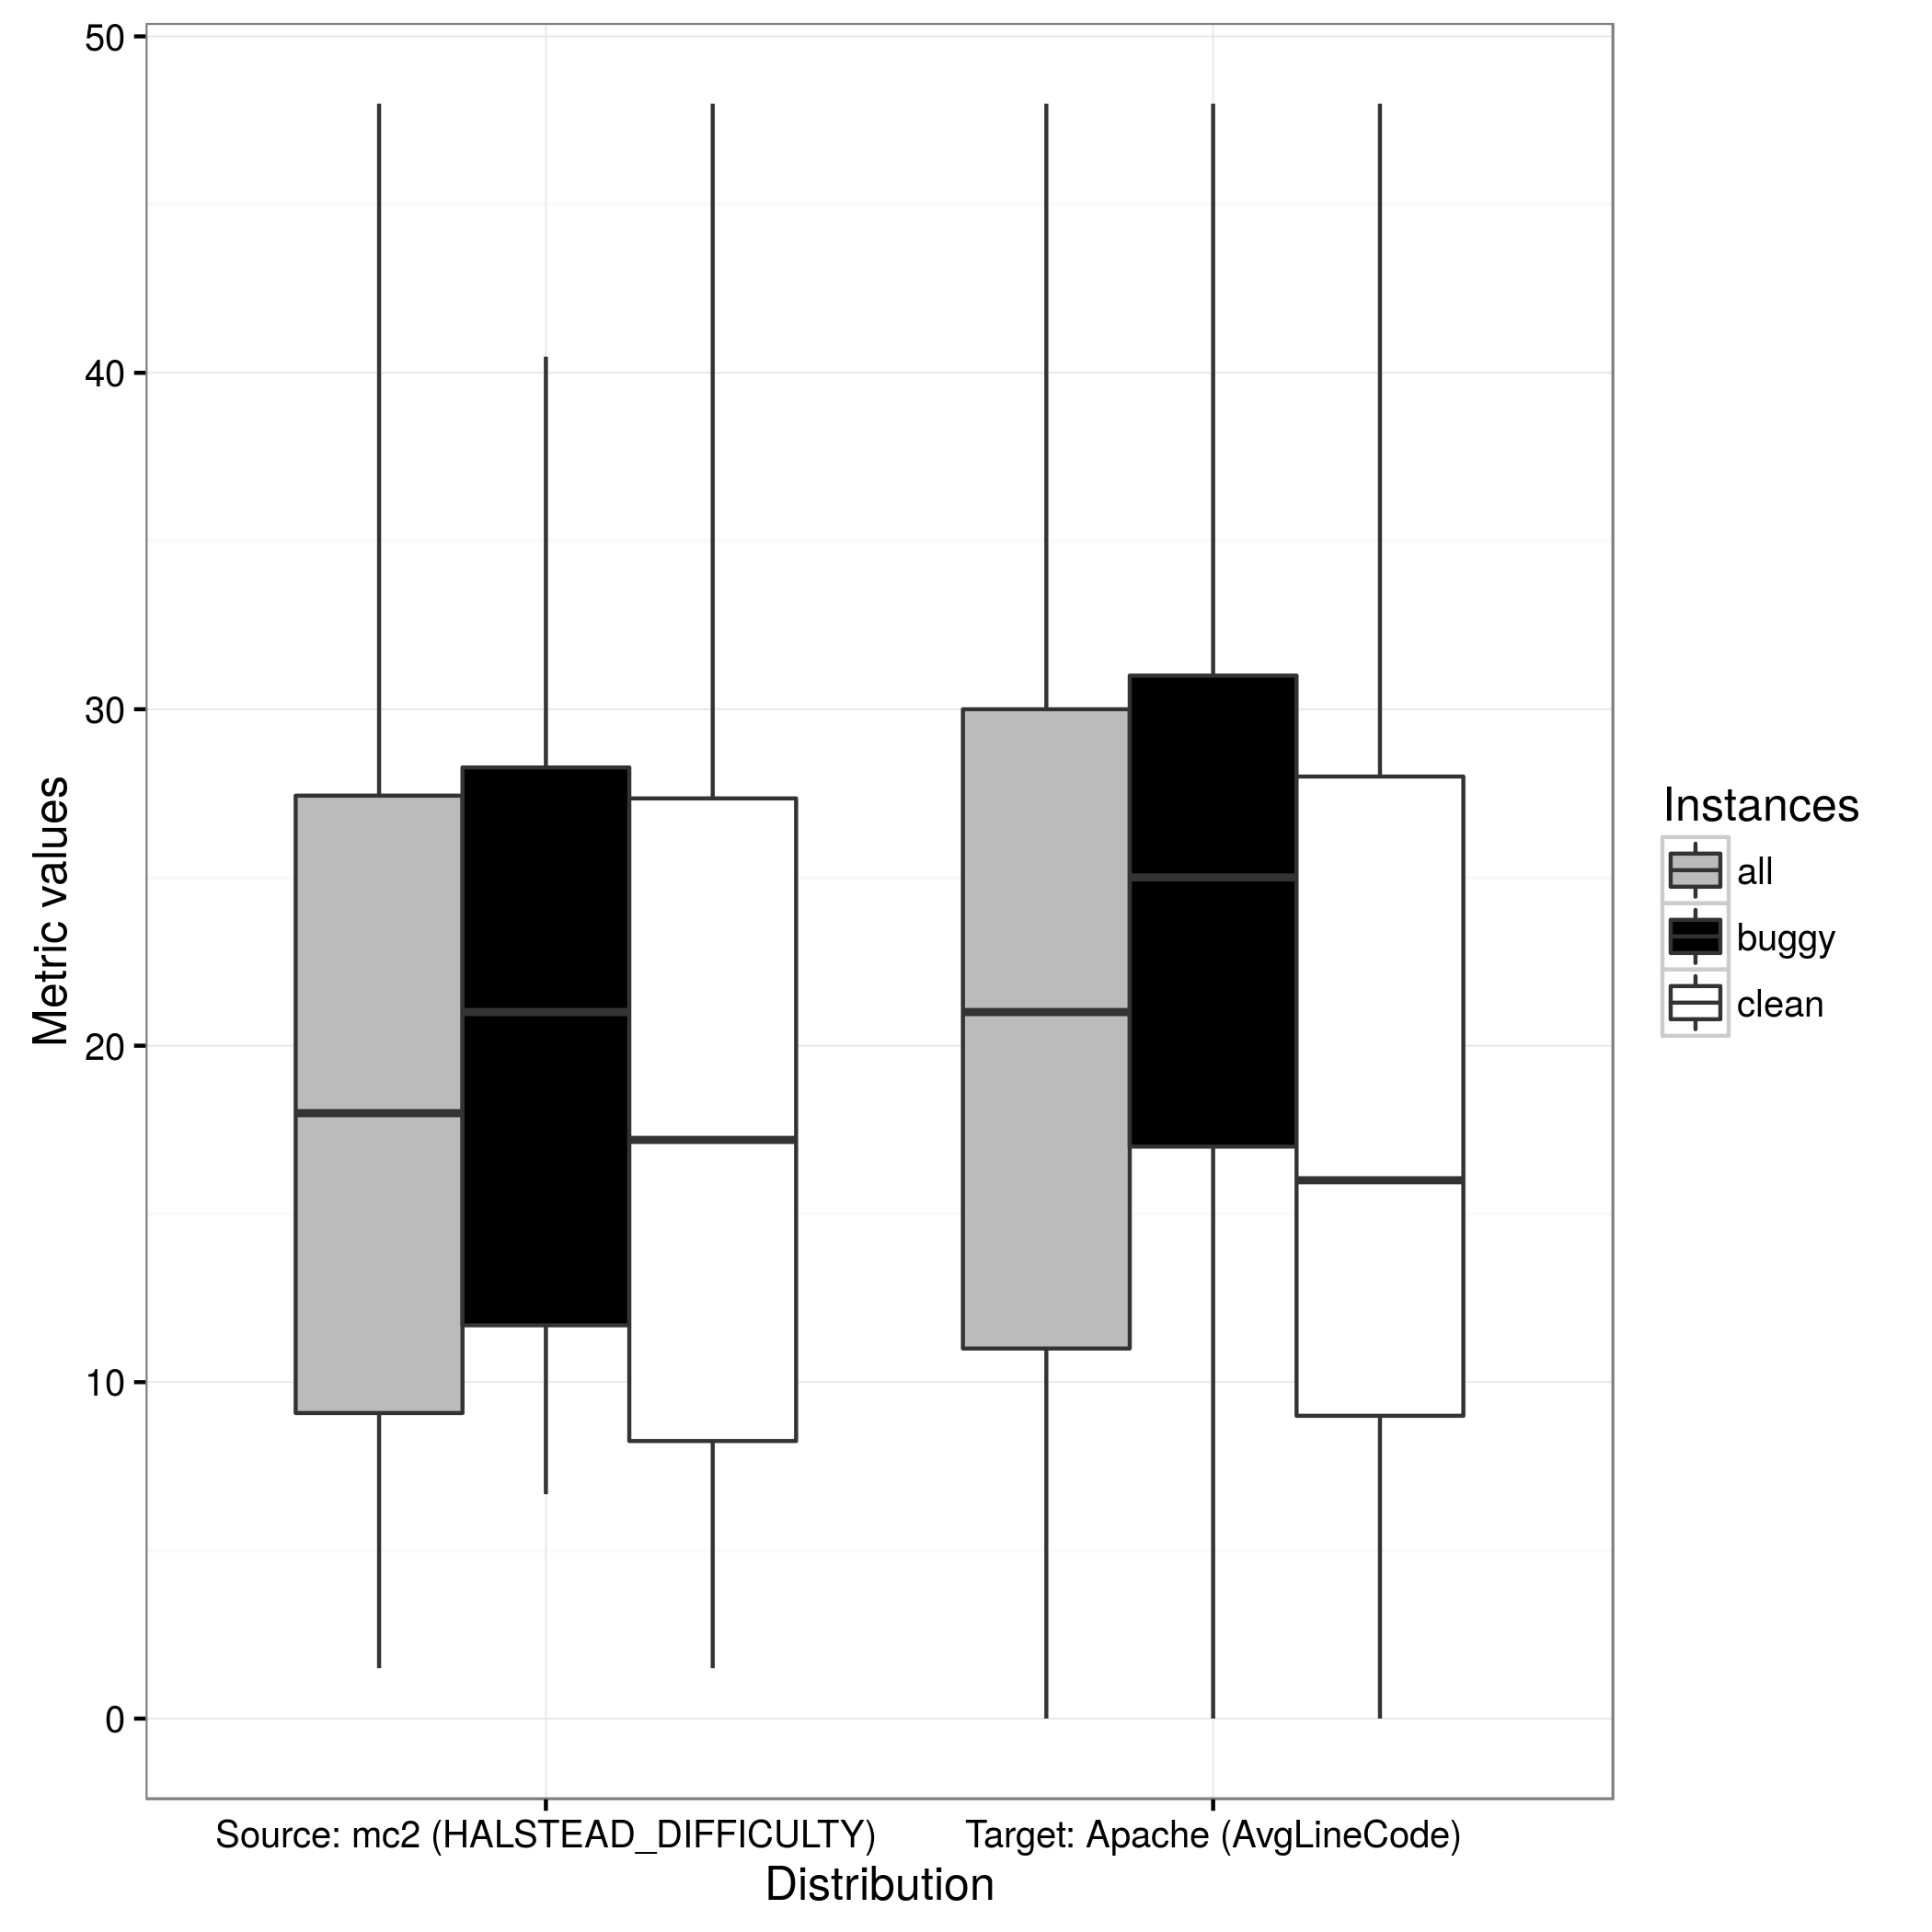 50
40
30
20
10
0
Metric values
Source: mc2 (HALSTEAD_DIFFICULTY)
Target: Apache (AvgLineCode)
Distribution
Instances
all
buggy
clean